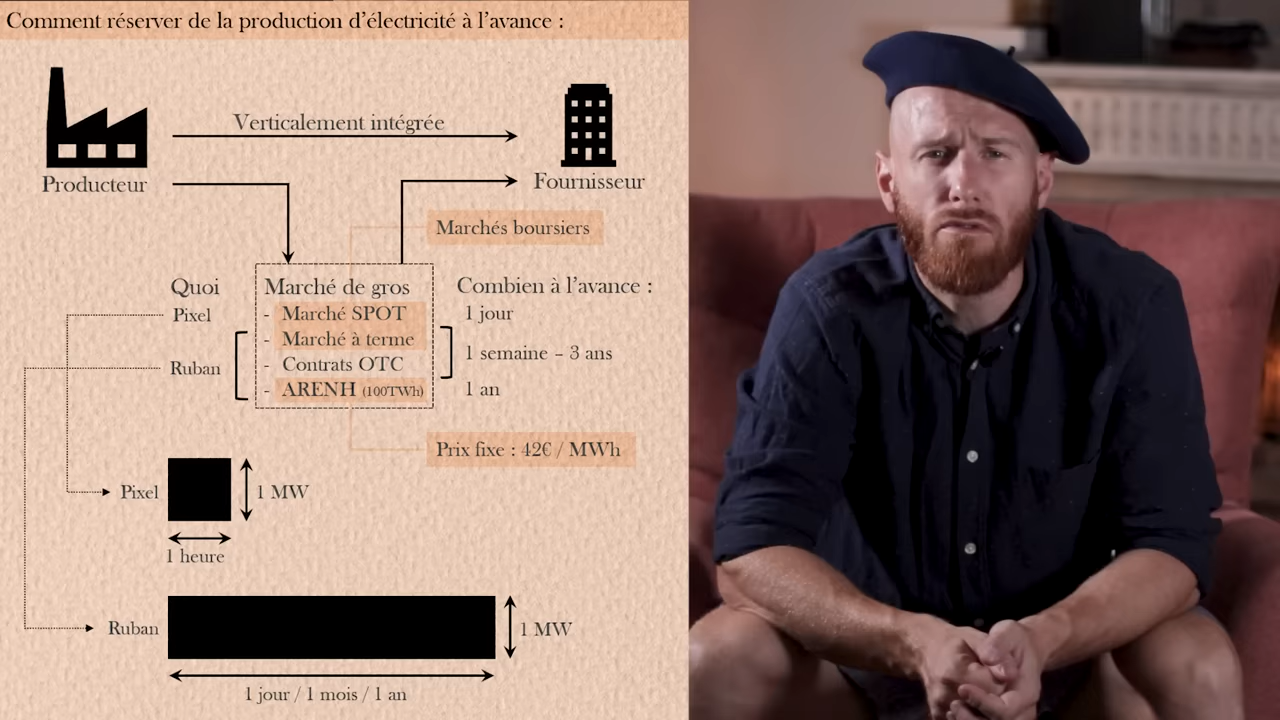 Comment réserver de la production d’électricité à l’avance :
Verticalement intégrée
Producteur
Fournisseur
Marchés boursiers
Quoi
Marché de gros
Combien à l’avance :
Pixel
- Marché SPOT
1 jour
- Marché à terme
1 semaine – 3 ans
Ruban
- Contrats OTC
- ARENH (100TWh)
1 an
Prix fixe : 42€ / MWh
Pixel
1 MW
1 heure
Ruban
1 MW
1 jour / 1 mois / 1 an